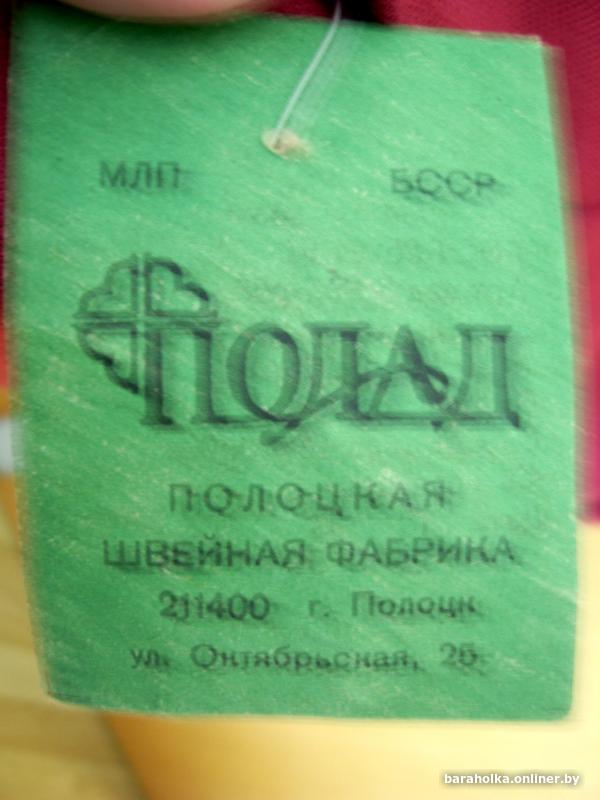 МЛП БССР
ПОЛАД
ПОЛОЦКАЯ
ШВЕЙНАЯ ФАБРИКА
211400 г. Полоцк
ул. Октябрьская, 25
baraholka.onliner.by